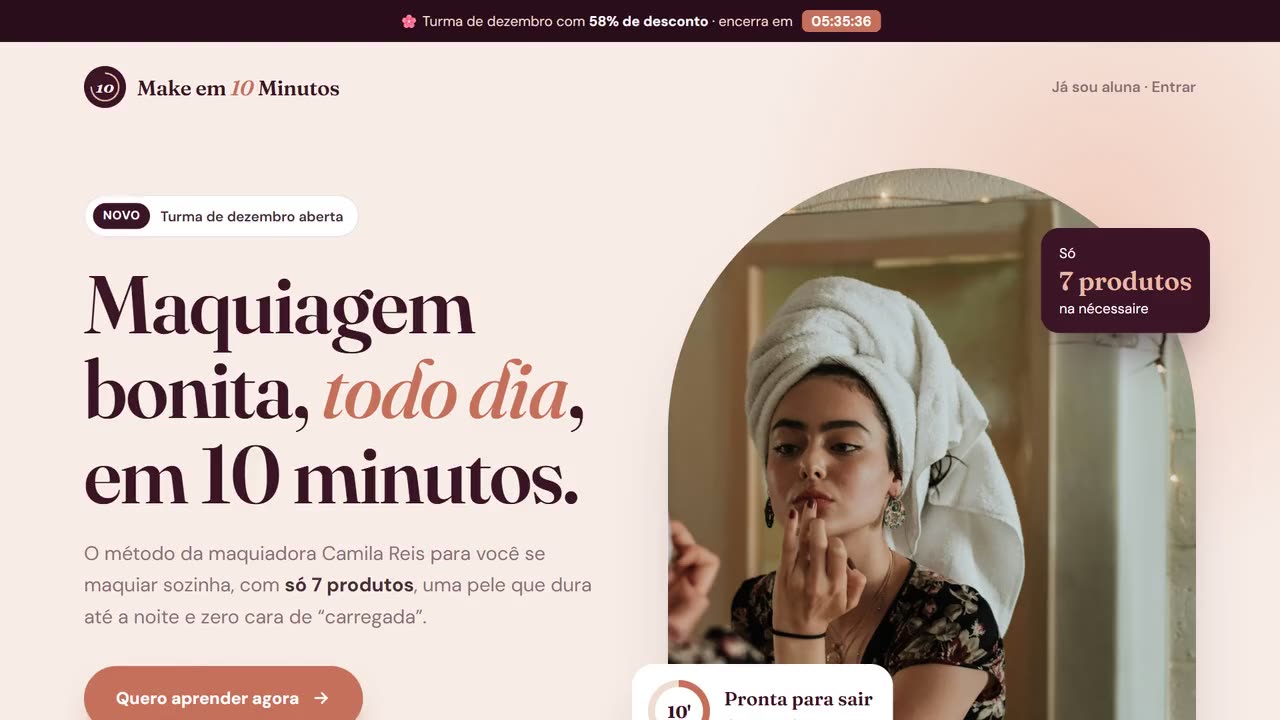 🌸 Turma de dezembro com 58% de desconto · encerra em 05:35:36
10 Make em 10 Minutos
Já sou aluna · Entrar
NOVO Turma de dezembro aberta
Maquiagem
bonita, todo dia,
em 10 minutos.
O método da maquiadora Camila Reis para você se
maquiar sozinha, com só 7 produtos, uma pele que dura
até a noite e zero cara de “carregada”.
Quero aprender agora →
Só
7 produtos
na nécessaire
10' Pronta para sair